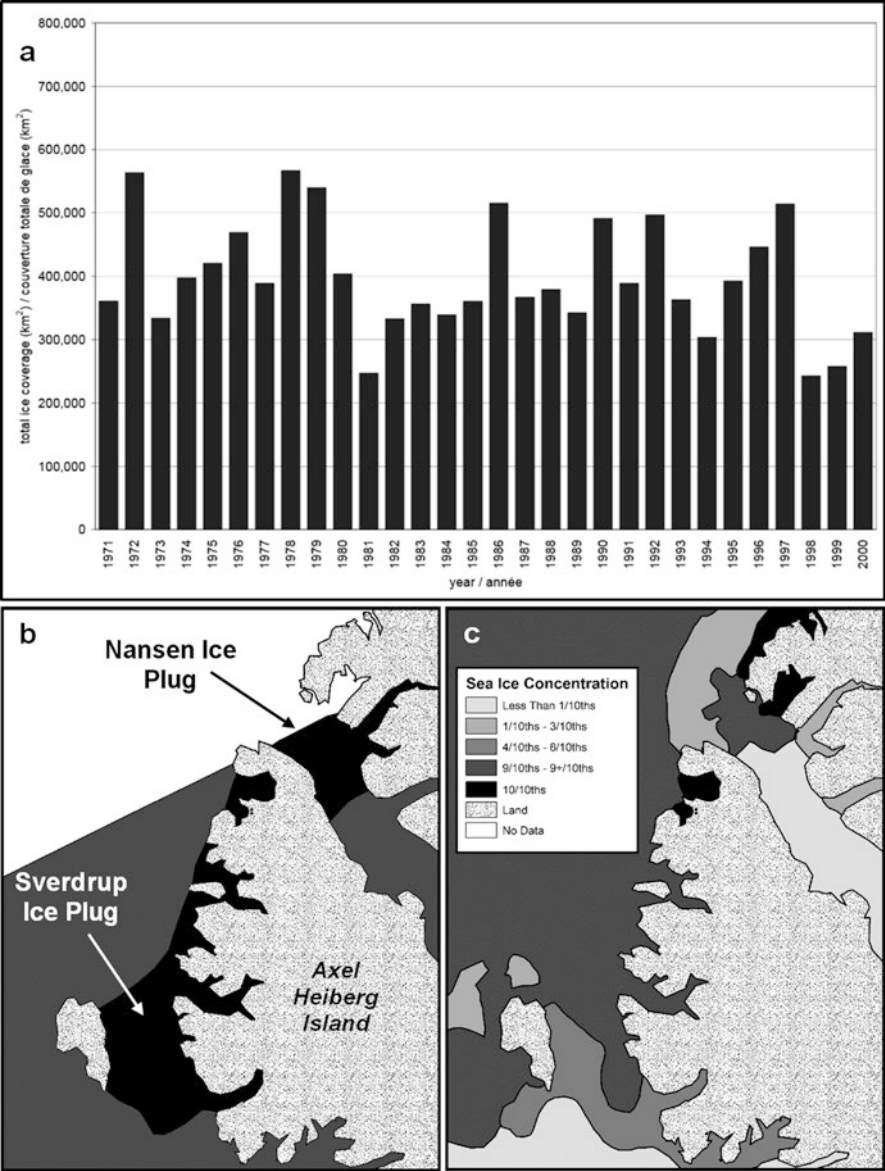 a
total ice coverage (km²) / couverture totale de glace (km²)
800,000
700,000
600,000
500,000
400,000
300,000
200,000
100,000
0
1971
1972
1973
1974
1975
1976
1977
1978
1979
1980
1981
1982
1983
1984
1985
1986
1987
1988
1989
1990
1991
1992
1993
1994
1995
1996
1997
1998
1999
2000
year / année
b
Nansen Ice
Plug
Sverdrup
Ice Plug
Axel
Heiberg
Island
c
Sea Ice Concentration
Less Than 1/10ths
1/10ths - 3/10ths
4/10ths - 6/10ths
9/10ths - 9+/10ths
10/10ths
Land
No Data